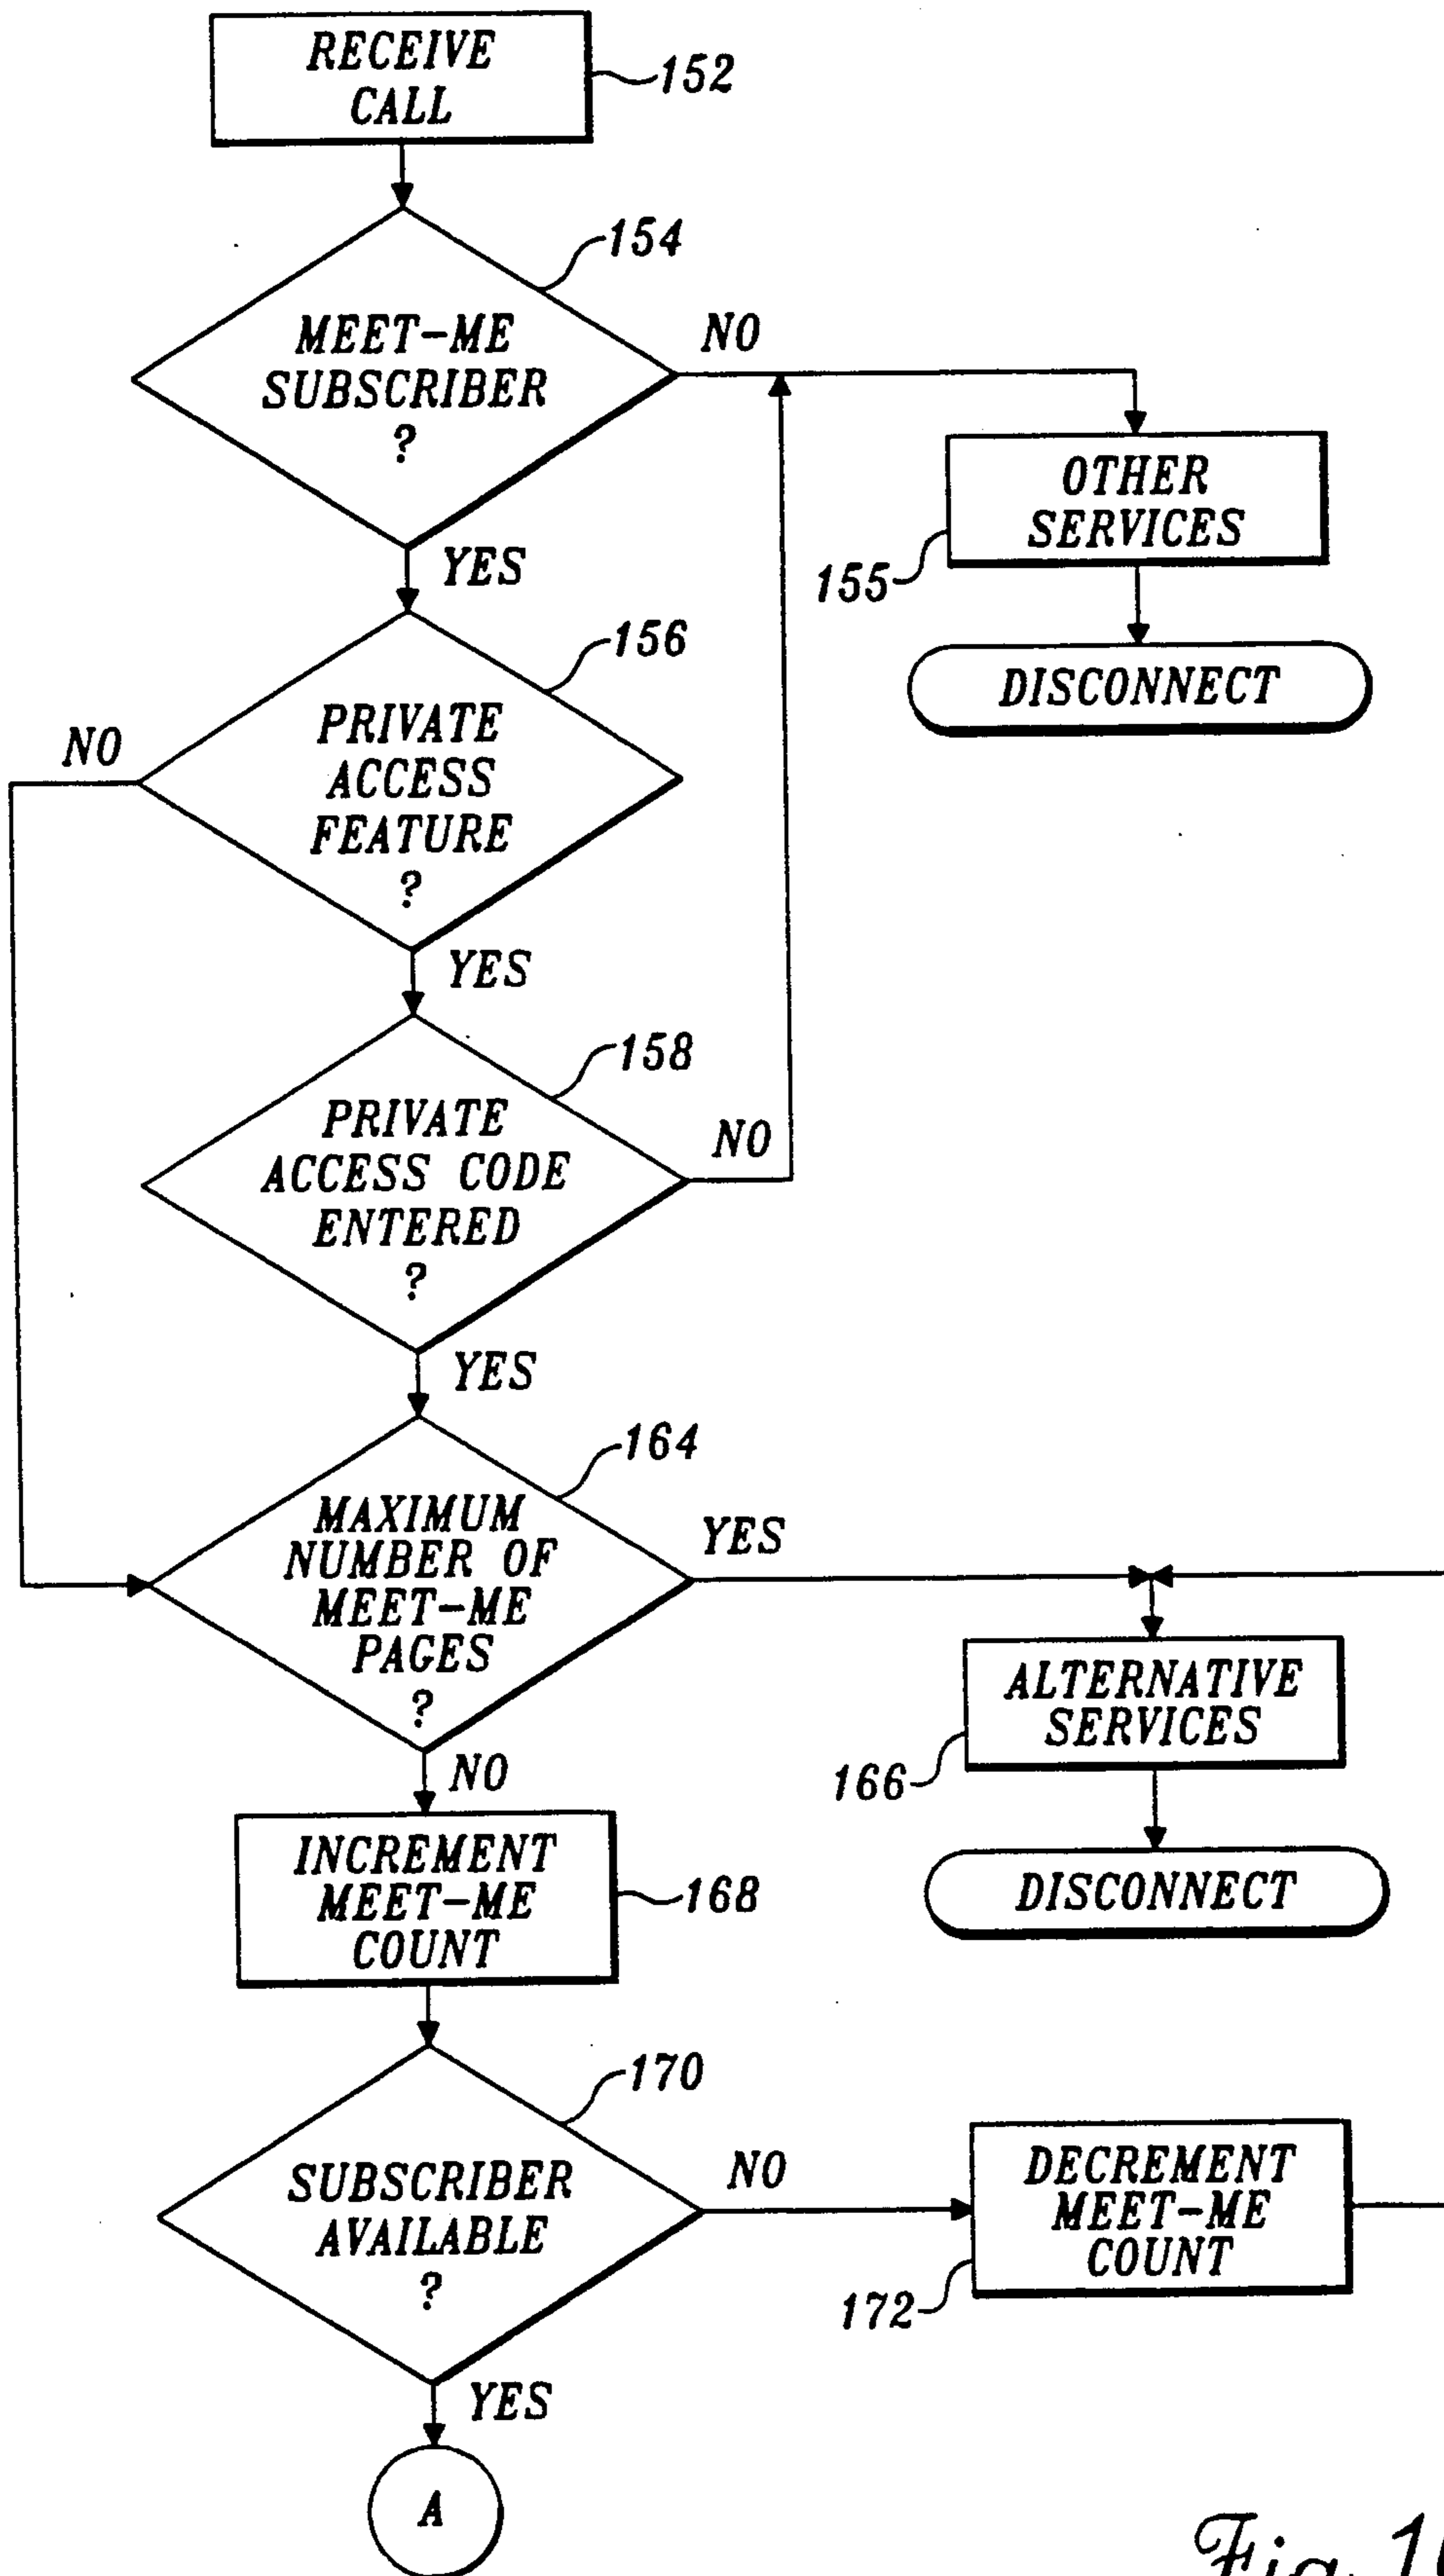 RECEIVE
CALL
152
154
MEET-ME
SUBSCRIBER
?
NO
YES
OTHER
SERVICES
155
DISCONNECT
156
PRIVATE
ACCESS
FEATURE
?
NO
YES
158
PRIVATE
ACCESS CODE
ENTERED
?
NO
YES
164
MAXIMUM
NUMBER OF
MEET-ME
PAGES
?
YES
NO
ALTERNATIVE
SERVICES
166
DISCONNECT
INCREMENT
MEET-ME
COUNT
168
170
SUBSCRIBER
AVAILABLE
?
NO
YES
DECREMENT
MEET-ME
COUNT
172
A
Fig.